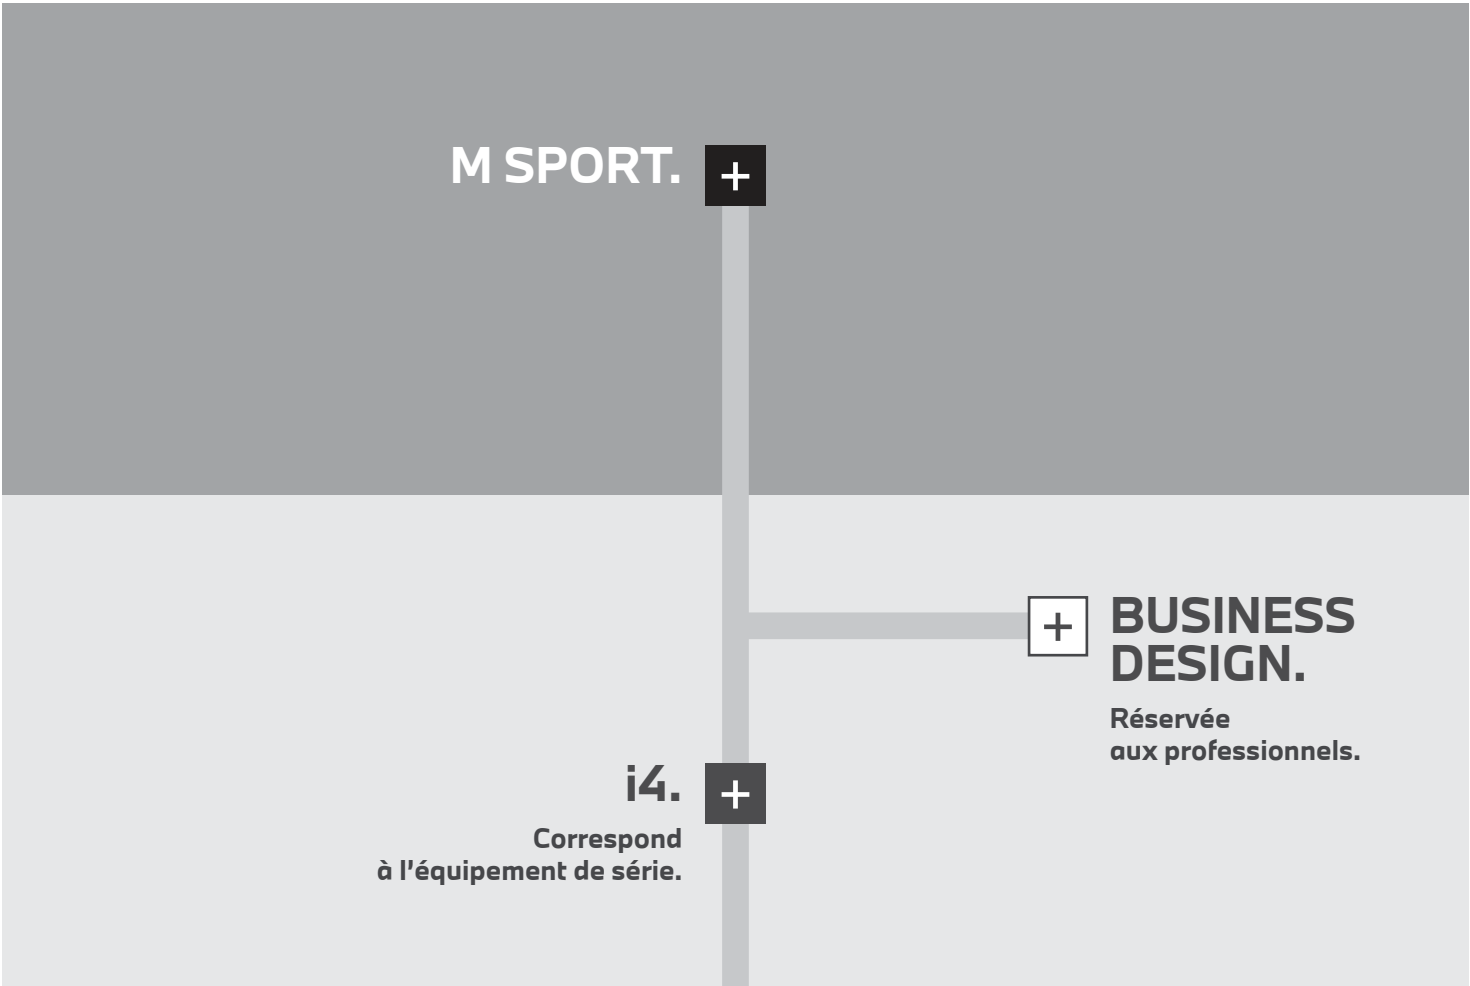 M SPORT.
BUSINESS
DESIGN.
Réservée
aux professionnels.
i4.
Correspond
à l'équipement de série.